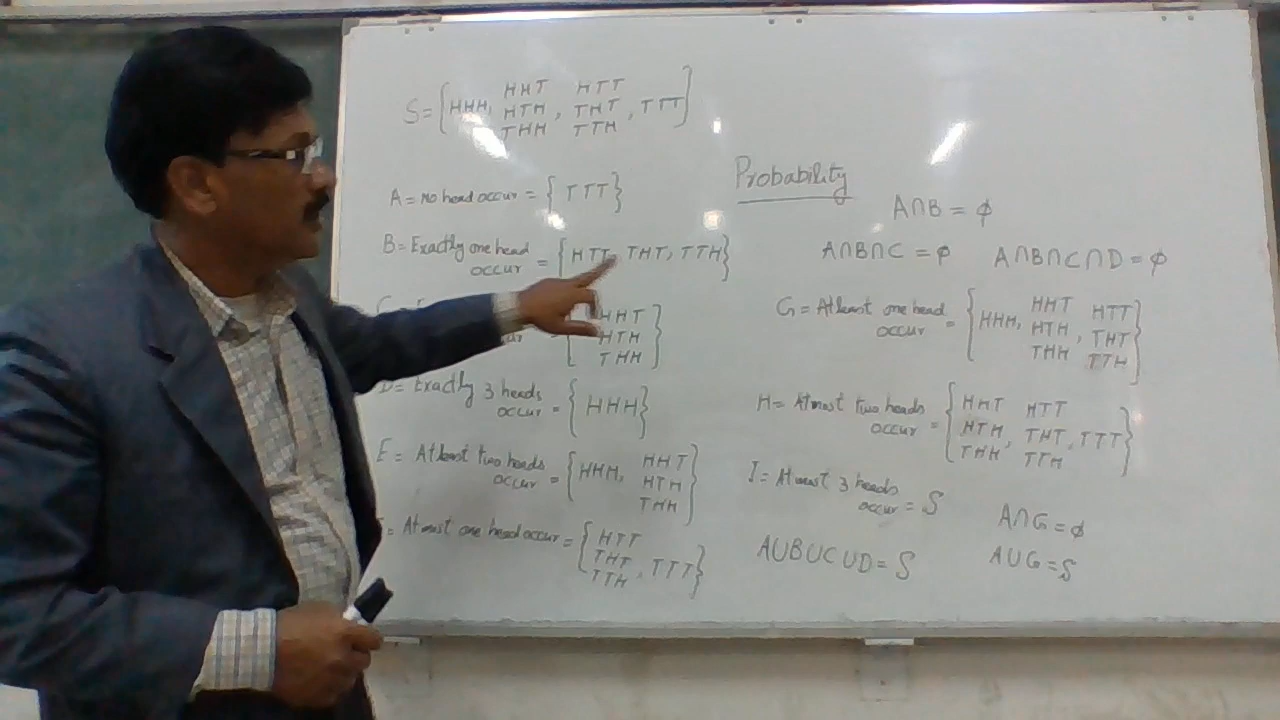 S = { HHH, HHT HTH THH , HTT THT TTH , TTT }
A = No head occur = { TTT }
B = Exactly one head
occur = { HTT, THT, TTH }
HHT
HTH
THH }
D = Exactly 3 heads
occur = { HHH }
E = Atleast two heads
occur = { HHH, HHT HTH THH }
= Atmost one head occur = { HTT THT TTH , TTT }
Probability
A∩B = ϕ
A∩B∩C = ϕ A∩B∩C∩D = ϕ
G = Atleast one head
occur = { HHH, HHT HTH THH , HTT THT TTH }
H = Atmost two heads
occur = { HHT HTH THH , HTT THT TTH , TTT }
I = Atmost 3 heads
occur = S
A∩G = ϕ
A∪B∪C∪D = S A∪G = S